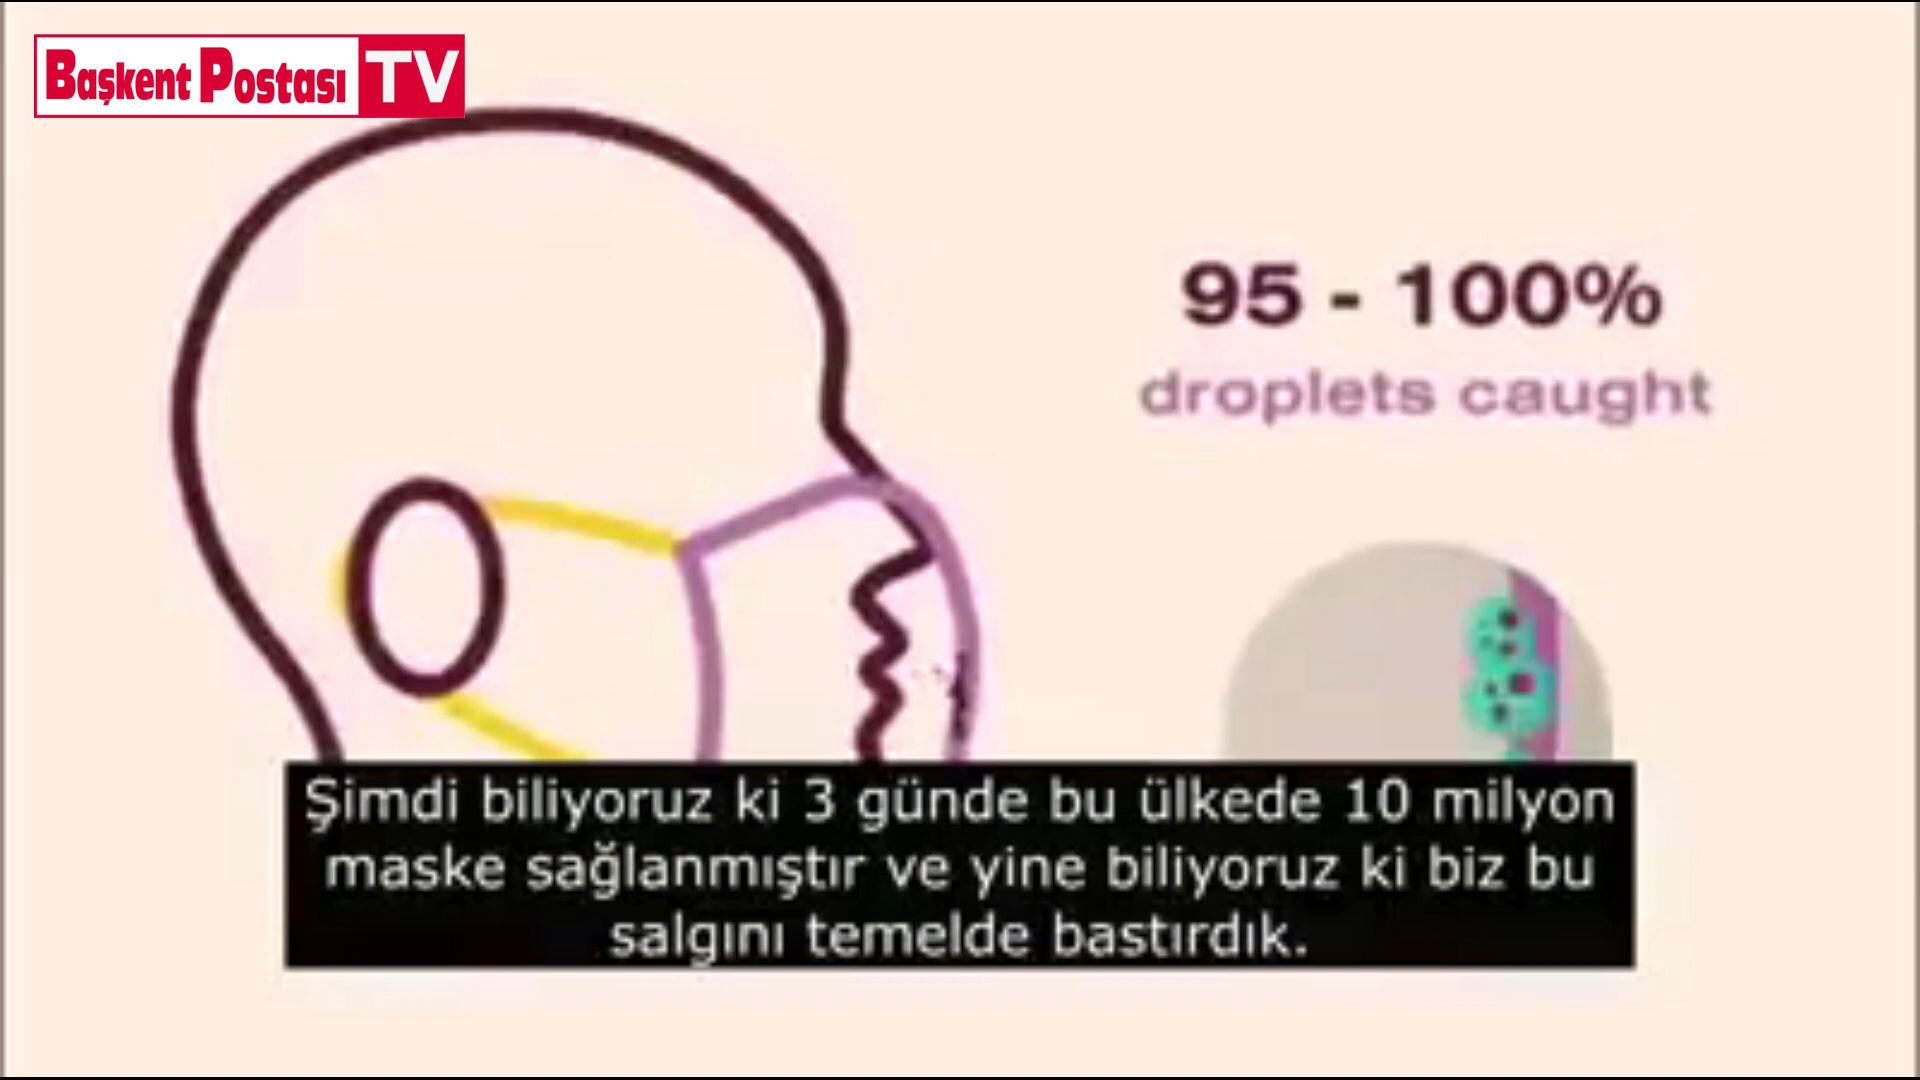 Başkent Postası TV
95 - 100%
droplets caught
Şimdi biliyoruz ki 3 günde bu ülkede 10 milyon
maske sağlanmıştır ve yine biliyoruz ki biz bu
salgını temelde bastırdık.